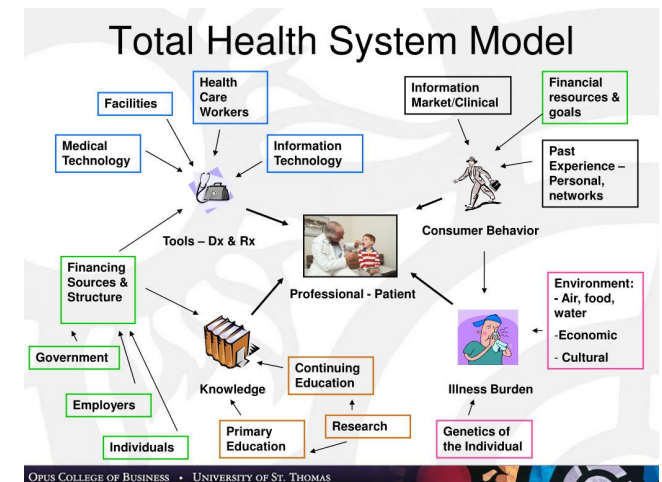 Total Health System Model
Health
Care
Workers
Information
Market/Clinical
Financial
resources &
goals
Facilities
Medical
Technology
Information
Technology
Past
Experience –
Personal,
networks
Tools – Dx & Rx
Consumer Behavior
Financing
Sources &
Structure
Professional - Patient
Environment:
- Air, food,
water
-Economic
- Cultural
Government
Knowledge
Continuing
Education
Illness Burden
Employers
Primary
Education
Research
Genetics of
the Individual
Individuals
OPUS COLLEGE OF BUSINESS • UNIVERSITY OF ST. THOMAS